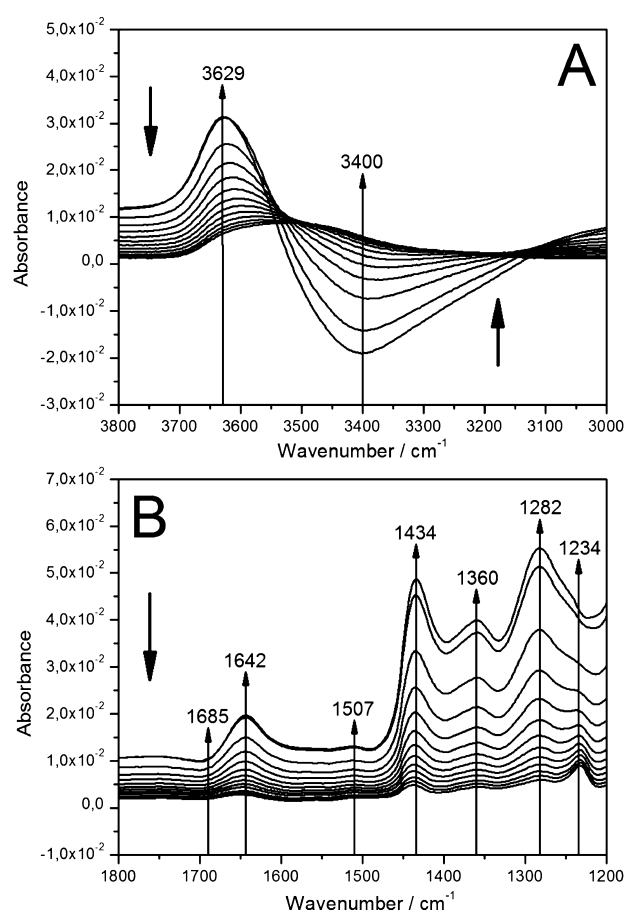 5,0x10⁻²
4,0x10⁻²
3,0x10⁻²
2,0x10⁻²
1,0x10⁻²
0,0
-1,0x10⁻²
-2,0x10⁻²
-3,0x10⁻²
Absorbance
A
3629
3400
3800 3700 3600 3500 3400 3300 3200 3100 3000
Wavenumber / cm⁻¹
7,0x10⁻²
6,0x10⁻²
5,0x10⁻²
4,0x10⁻²
3,0x10⁻²
2,0x10⁻²
1,0x10⁻²
0,0
-1,0x10⁻²
Absorbance
B
1685
1642
1507
1434
1360
1282
1234
1800 1700 1600 1500 1400 1300 1200
Wavenumber / cm⁻¹